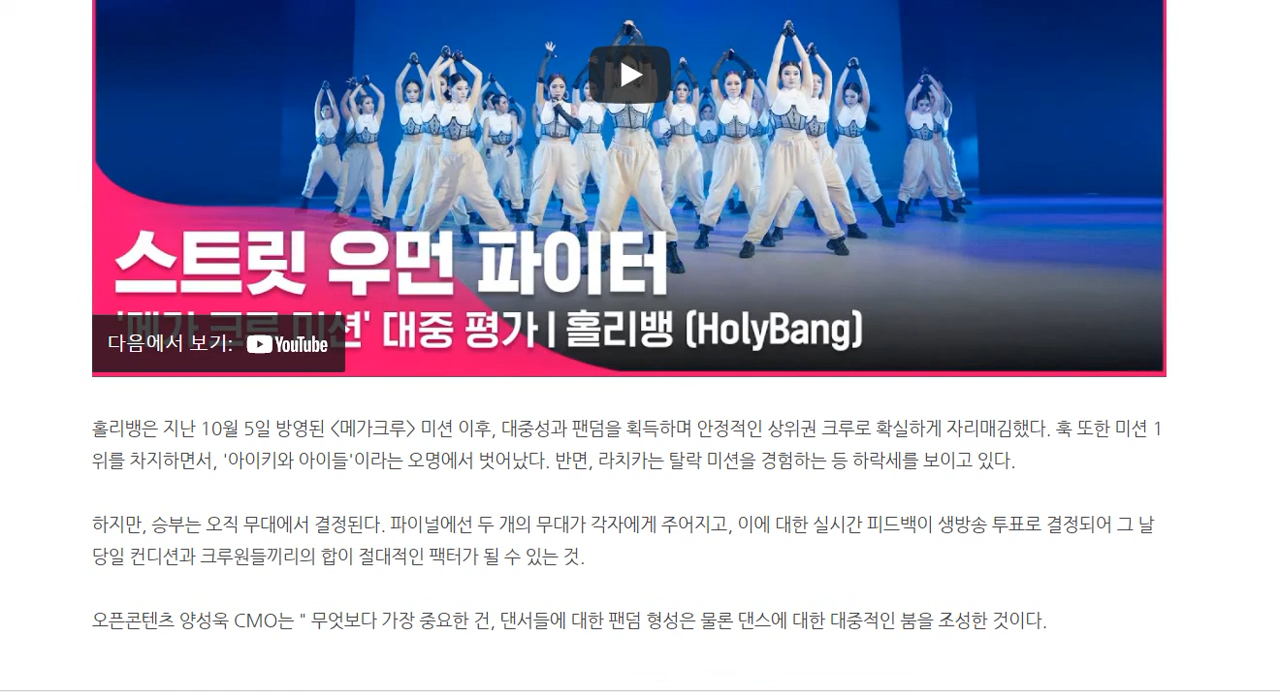 스트릿 우먼 파이터
'메가 크루 미션' 대중 평가 | 홀리뱅 (HolyBang)
다음에서 보기: YouTube
홀리뱅은 지난 10월 5일 방영된 <메가크루> 미션 이후, 대중성과 팬덤을 획득하며 안정적인 상위권 크루로 확실하게 자리매김했다. 훅 또한 미션 1
위를 차지하면서, '아이키와 아이들'이라는 오명에서 벗어났다. 반면, 라치카는 탈락 미션을 경험하는 등 하락세를 보이고 있다.
하지만, 승부는 오직 무대에서 결정된다. 파이널에선 두 개의 무대가 각자에게 주어지고, 이에 대한 실시간 피드백이 생방송 투표로 결정되어 그 날
당일 컨디션과 크루원들끼리의 합이 절대적인 팩터가 될 수 있는 것.
오픈콘텐츠 양성욱 CMO는 " 무엇보다 가장 중요한 건, 댄서들에 대한 팬덤 형성은 물론 댄스에 대한 대중적인 붐을 조성한 것이다.